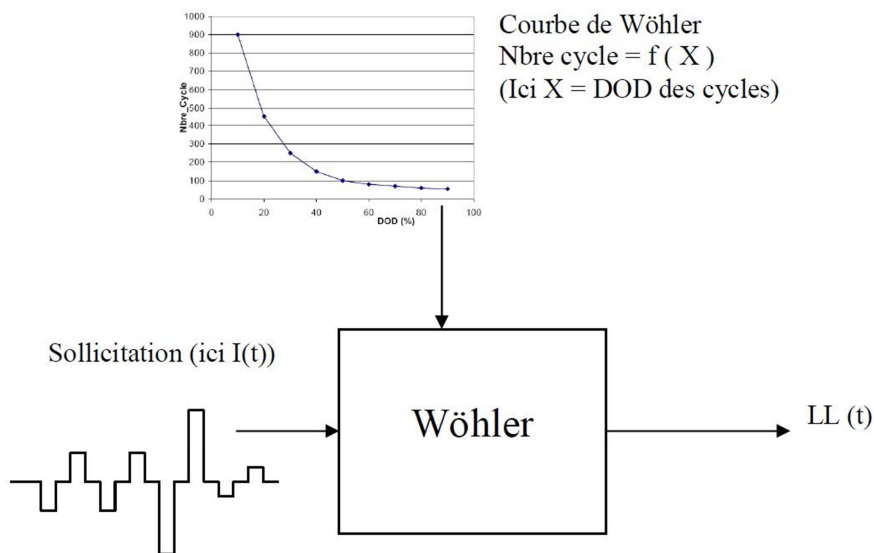 Courbe de Wöhler
Nbre cycle = f ( X )
(Ici X = DOD des cycles)
Nbre_Cycle
1000
900
800
700
600
500
400
300
200
100
0
0 20 40 60 80 100
DOD (%)
Sollicitation (ici I(t))
Wöhler
LL (t)